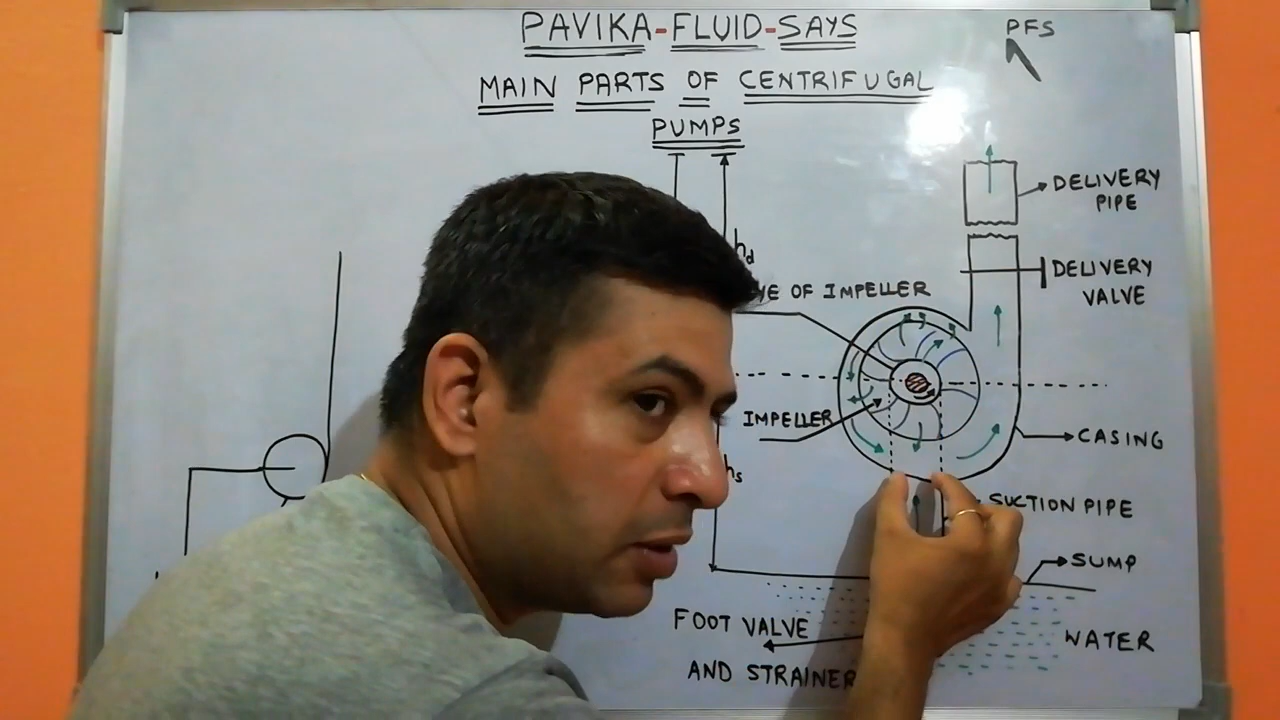 PAVIKA-FLUID-SAYS
PFS
MAIN PARTS OF CENTRIFUGAL
PUMPS
DELIVERY
PIPE
hd
DELIVERY
VALVE
YE OF IMPELLER
IMPELLER
CASING
hs
SUCTION PIPE
SUMP
FOOT VALVE
WATER
AND STRAINER